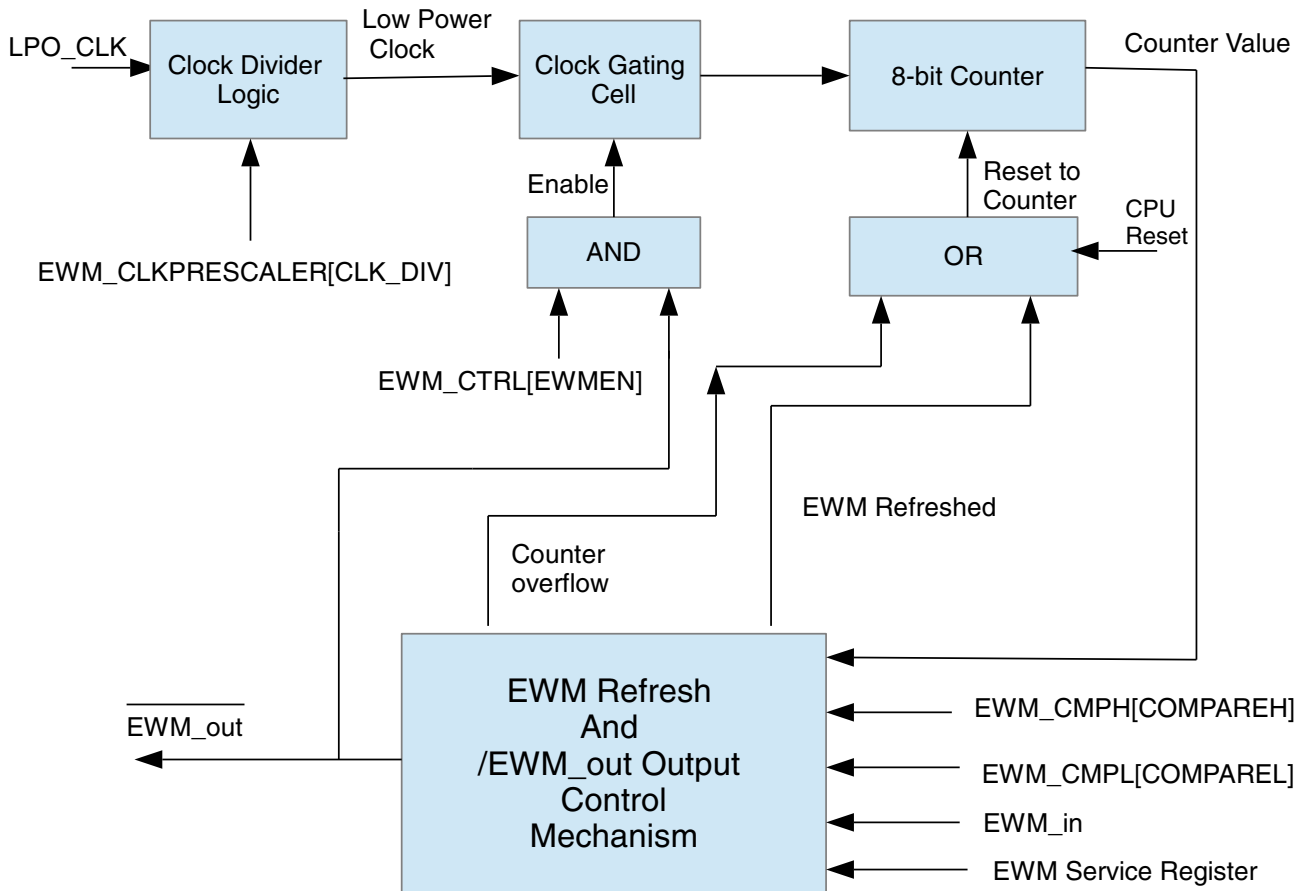 LPO_CLK
Clock Divider
Logic
Low Power
Clock
Clock Gating
Cell
8-bit Counter
Counter Value
Enable
Reset to
Counter
CPU
Reset
AND
OR
EWM_CLKPRESCALER[CLK_DIV]
EWM_CTRL[EWMEN]
EWM Refreshed
Counter
overflow
EWM_out
EWM Refresh
And
/EWM_out Output
Control
Mechanism
EWM_CMPH[COMPAREH]
EWM_CMPL[COMPAREL]
EWM_in
EWM Service Register